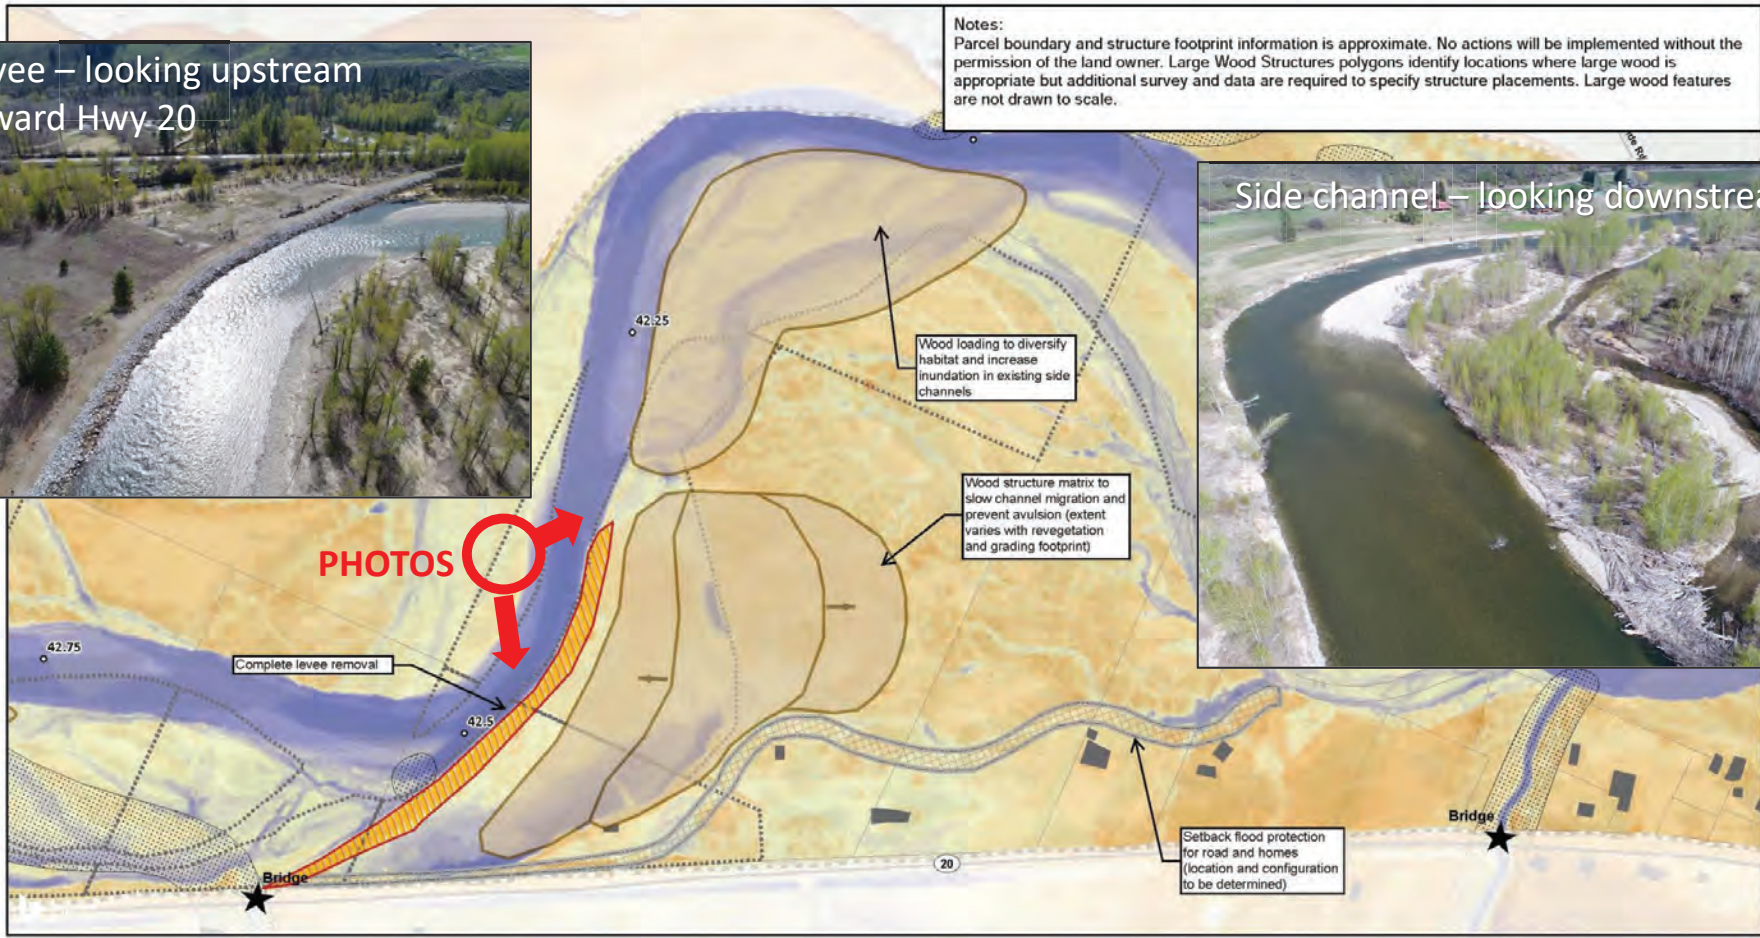 Notes:
Parcel boundary and structure footprint information is approximate. No actions will be implemented without the
permission of the land owner. Large Wood Structures polygons identify locations where large wood is
appropriate but additional survey and data are required to specify structure placements. Large wood features
are not drawn to scale.
vee – looking upstream
ward Hwy 20
Side channel – looking downstrea
42.25
Wood loading to diversify
habitat and increase
inundation in existing side
channels
Wood structure matrix to
slow channel migration and
prevent avulsion (extent
varies with revegetation
and grading footprint)
PHOTOS
42.75
Complete levee removal
42.5
Setback flood protection
for road and homes
(location and configuration
to be determined)
Bridge
20
Bridge